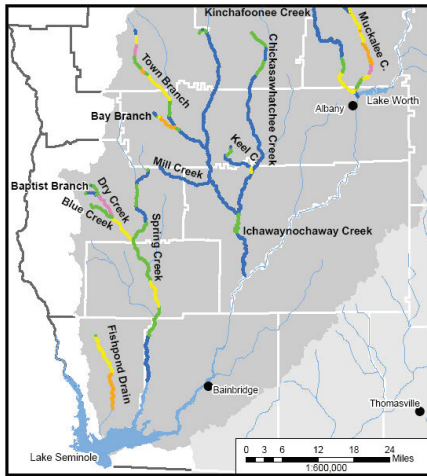 Kinchafoonee Creek
Muckalee C.
Chickasawhatchee Creek
Town Branch
Lake Worth
Albany
Bay Branch
Keel C.
Mill Creek
Baptist Branch
Dry Creek
Blue Creek
Spring Creek
Ichawaynochaway Creek
Fishpond Drain
Bainbridge
Thomasville
Lake Seminole
0 3 6 12 18 24
Miles
1:600,000